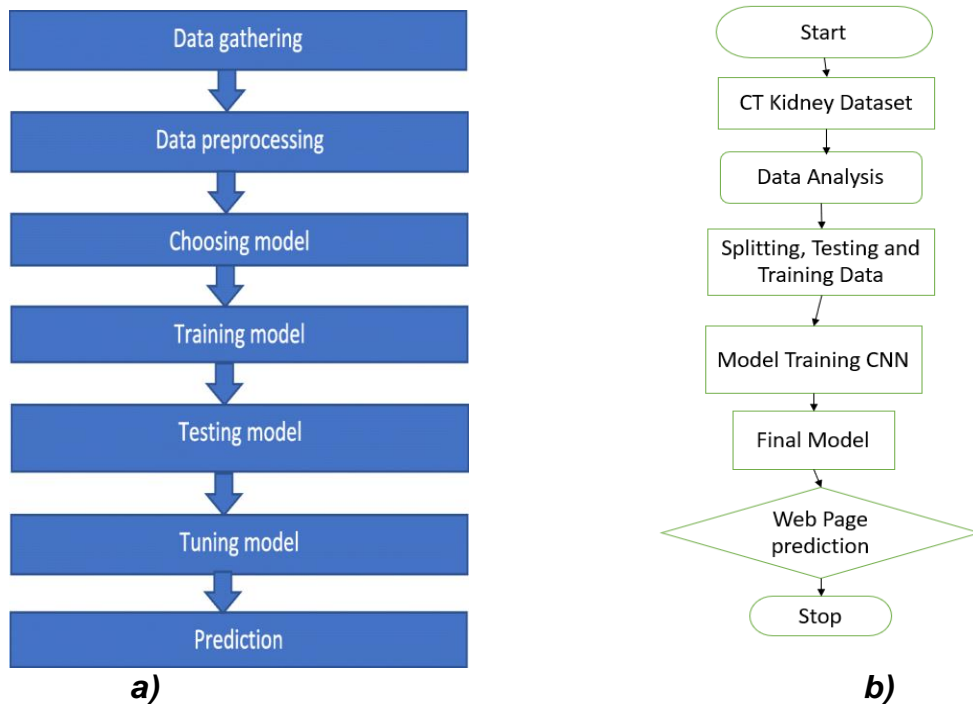 Data gathering
Data preprocessing
Choosing model
Training model
Testing model
Tuning model
Prediction
a)
Start
CT Kidney Dataset
Data Analysis
Splitting, Testing and
Training Data
Model Training CNN
Final Model
Web Page
prediction
Stop
b)